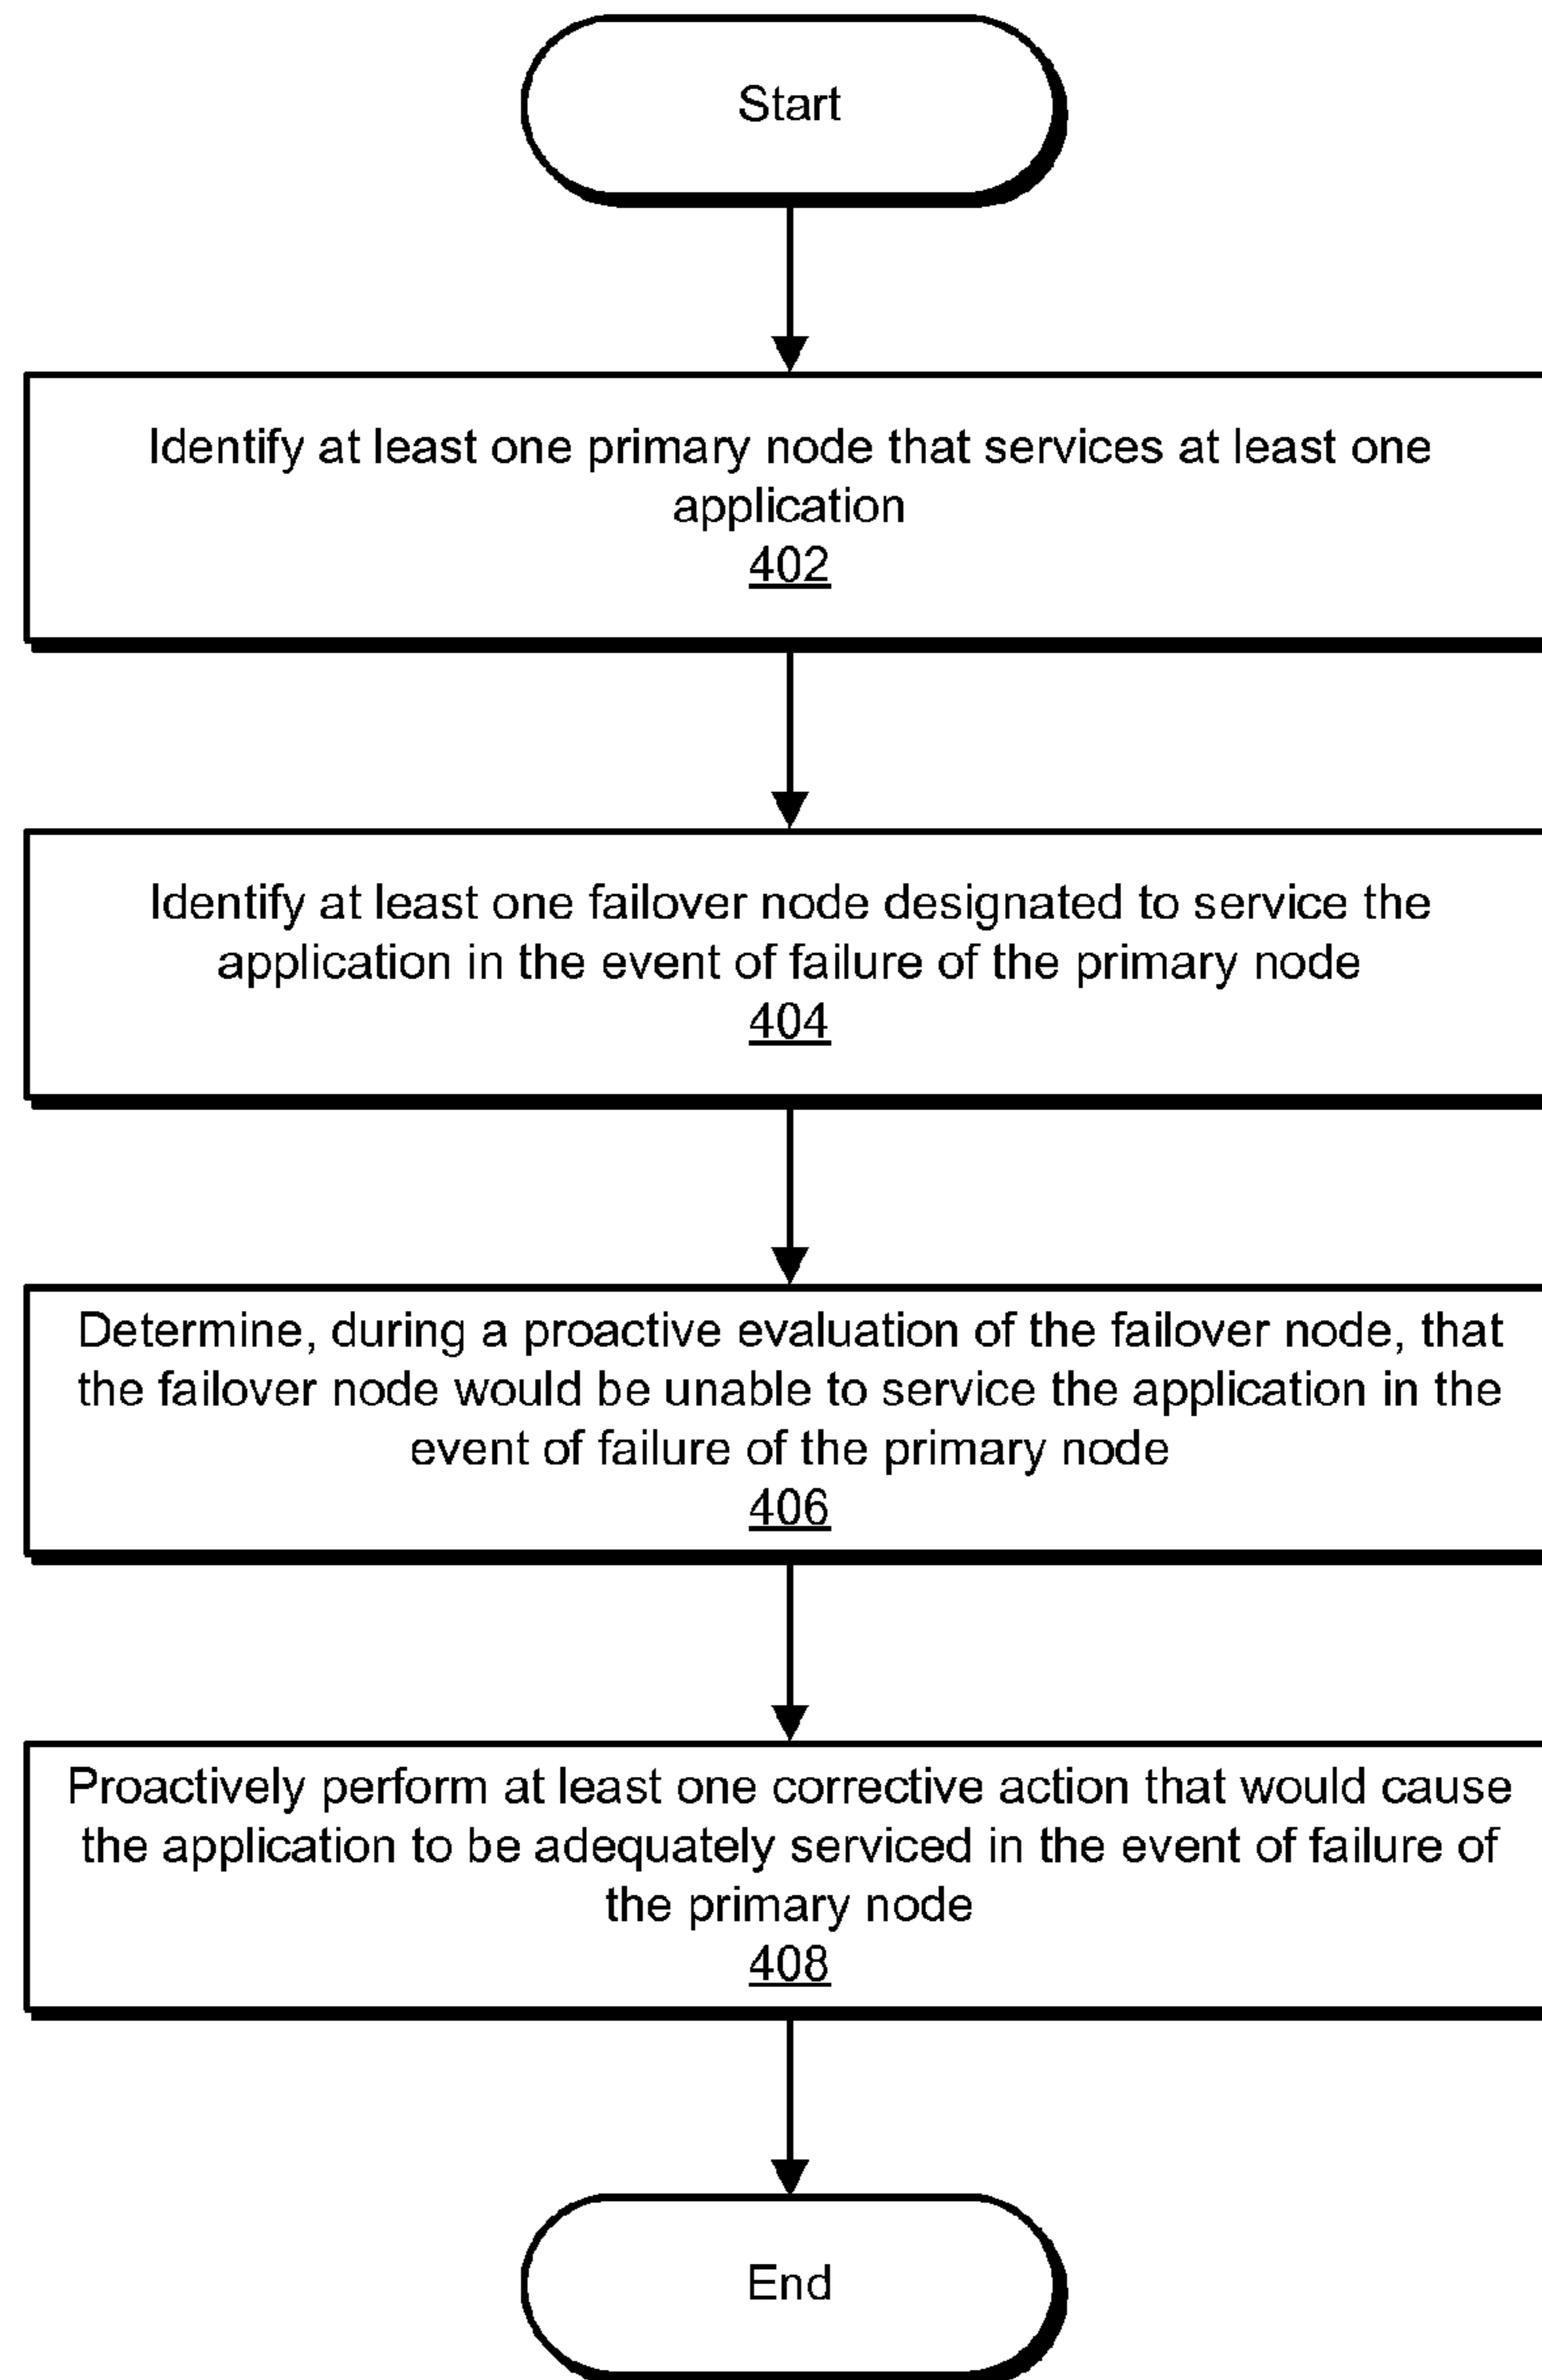 Start
Identify at least one primary node that services at least one
application
402
Identify at least one failover node designated to service the
application in the event of failure of the primary node
404
Determine, during a proactive evaluation of the failover node, that
the failover node would be unable to service the application in the
event of failure of the primary node
406
Proactively perform at least one corrective action that would cause
the application to be adequately serviced in the event of failure of
the primary node
408
End